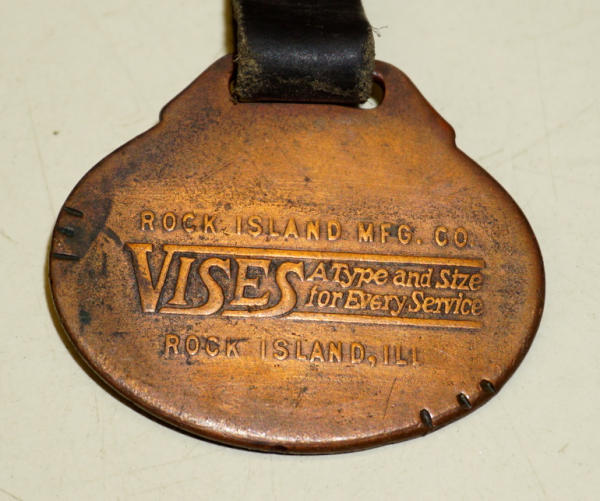 ROCK ISLAND MFG. CO.
VISES A Type and Size
for Every Service
ROCK ISLAND, ILL